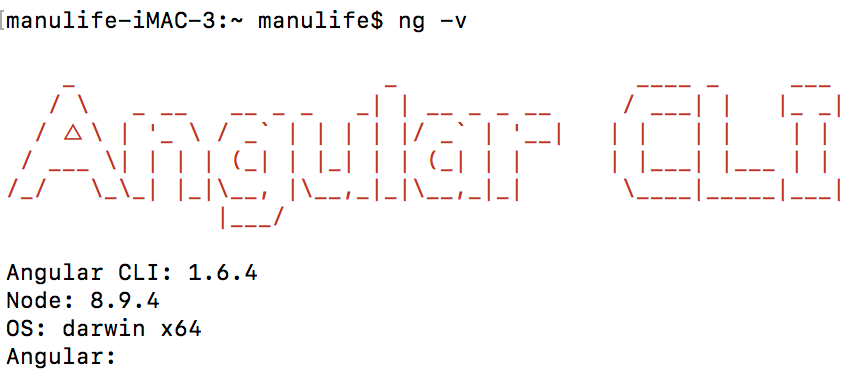 manulife-iMAC-3:~ manulife$ ng -v
Angular CLI
Angular CLI: 1.6.4
Node: 8.9.4
OS: darwin x64
Angular: